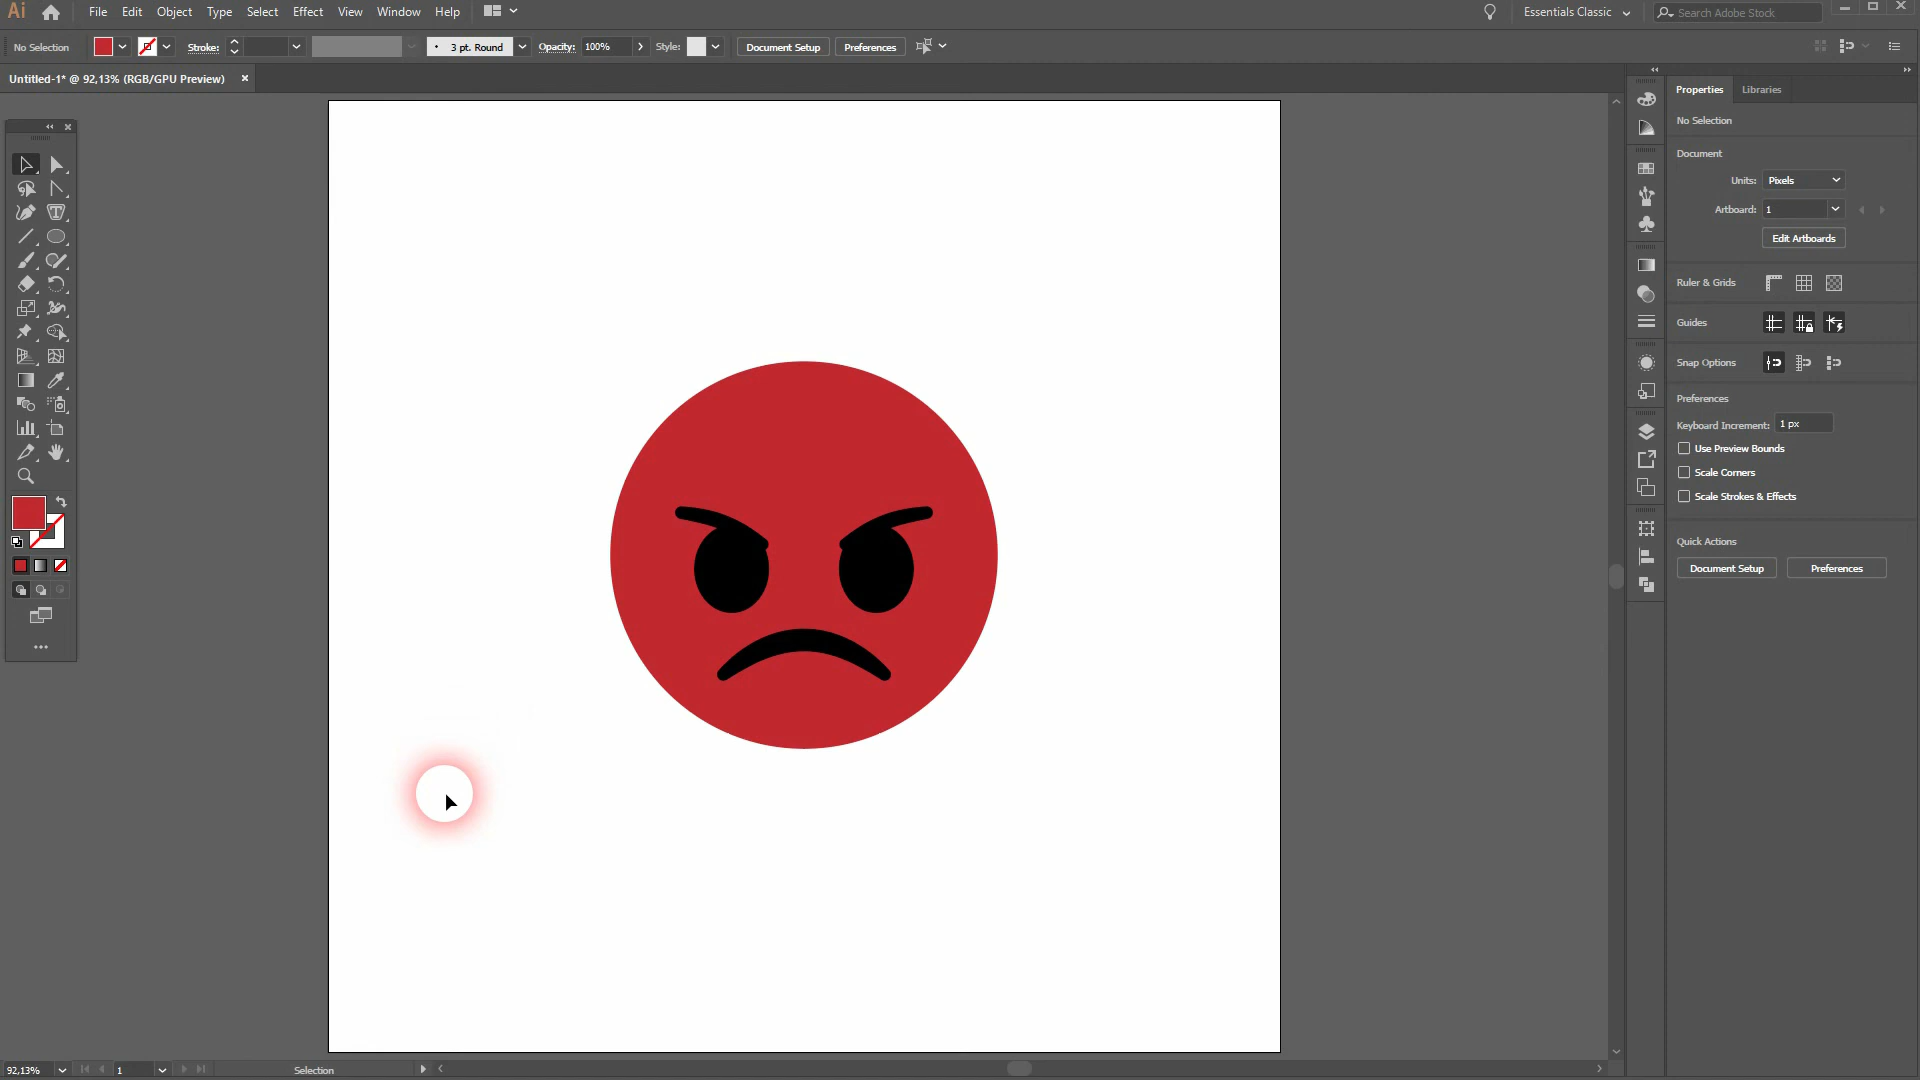 Ai File Edit Object Type Select Effect View Window Help Essentials Classic Search Adobe Stock
No Selection Stroke: 3 pt. Round Opacity: 100% Style: Document Setup Preferences
Untitled-1* @ 92,13% (RGB/GPU Preview)
Properties Libraries
No Selection
Document
Units: Pixels
Artboard: 1
Edit Artboards
Ruler & Grids
Guides
Snap Options
Preferences
Keyboard Increment: 1 px
Use Preview Bounds
Scale Corners
Scale Strokes & Effects
Quick Actions
Document Setup Preferences
92,13% 1 Selection